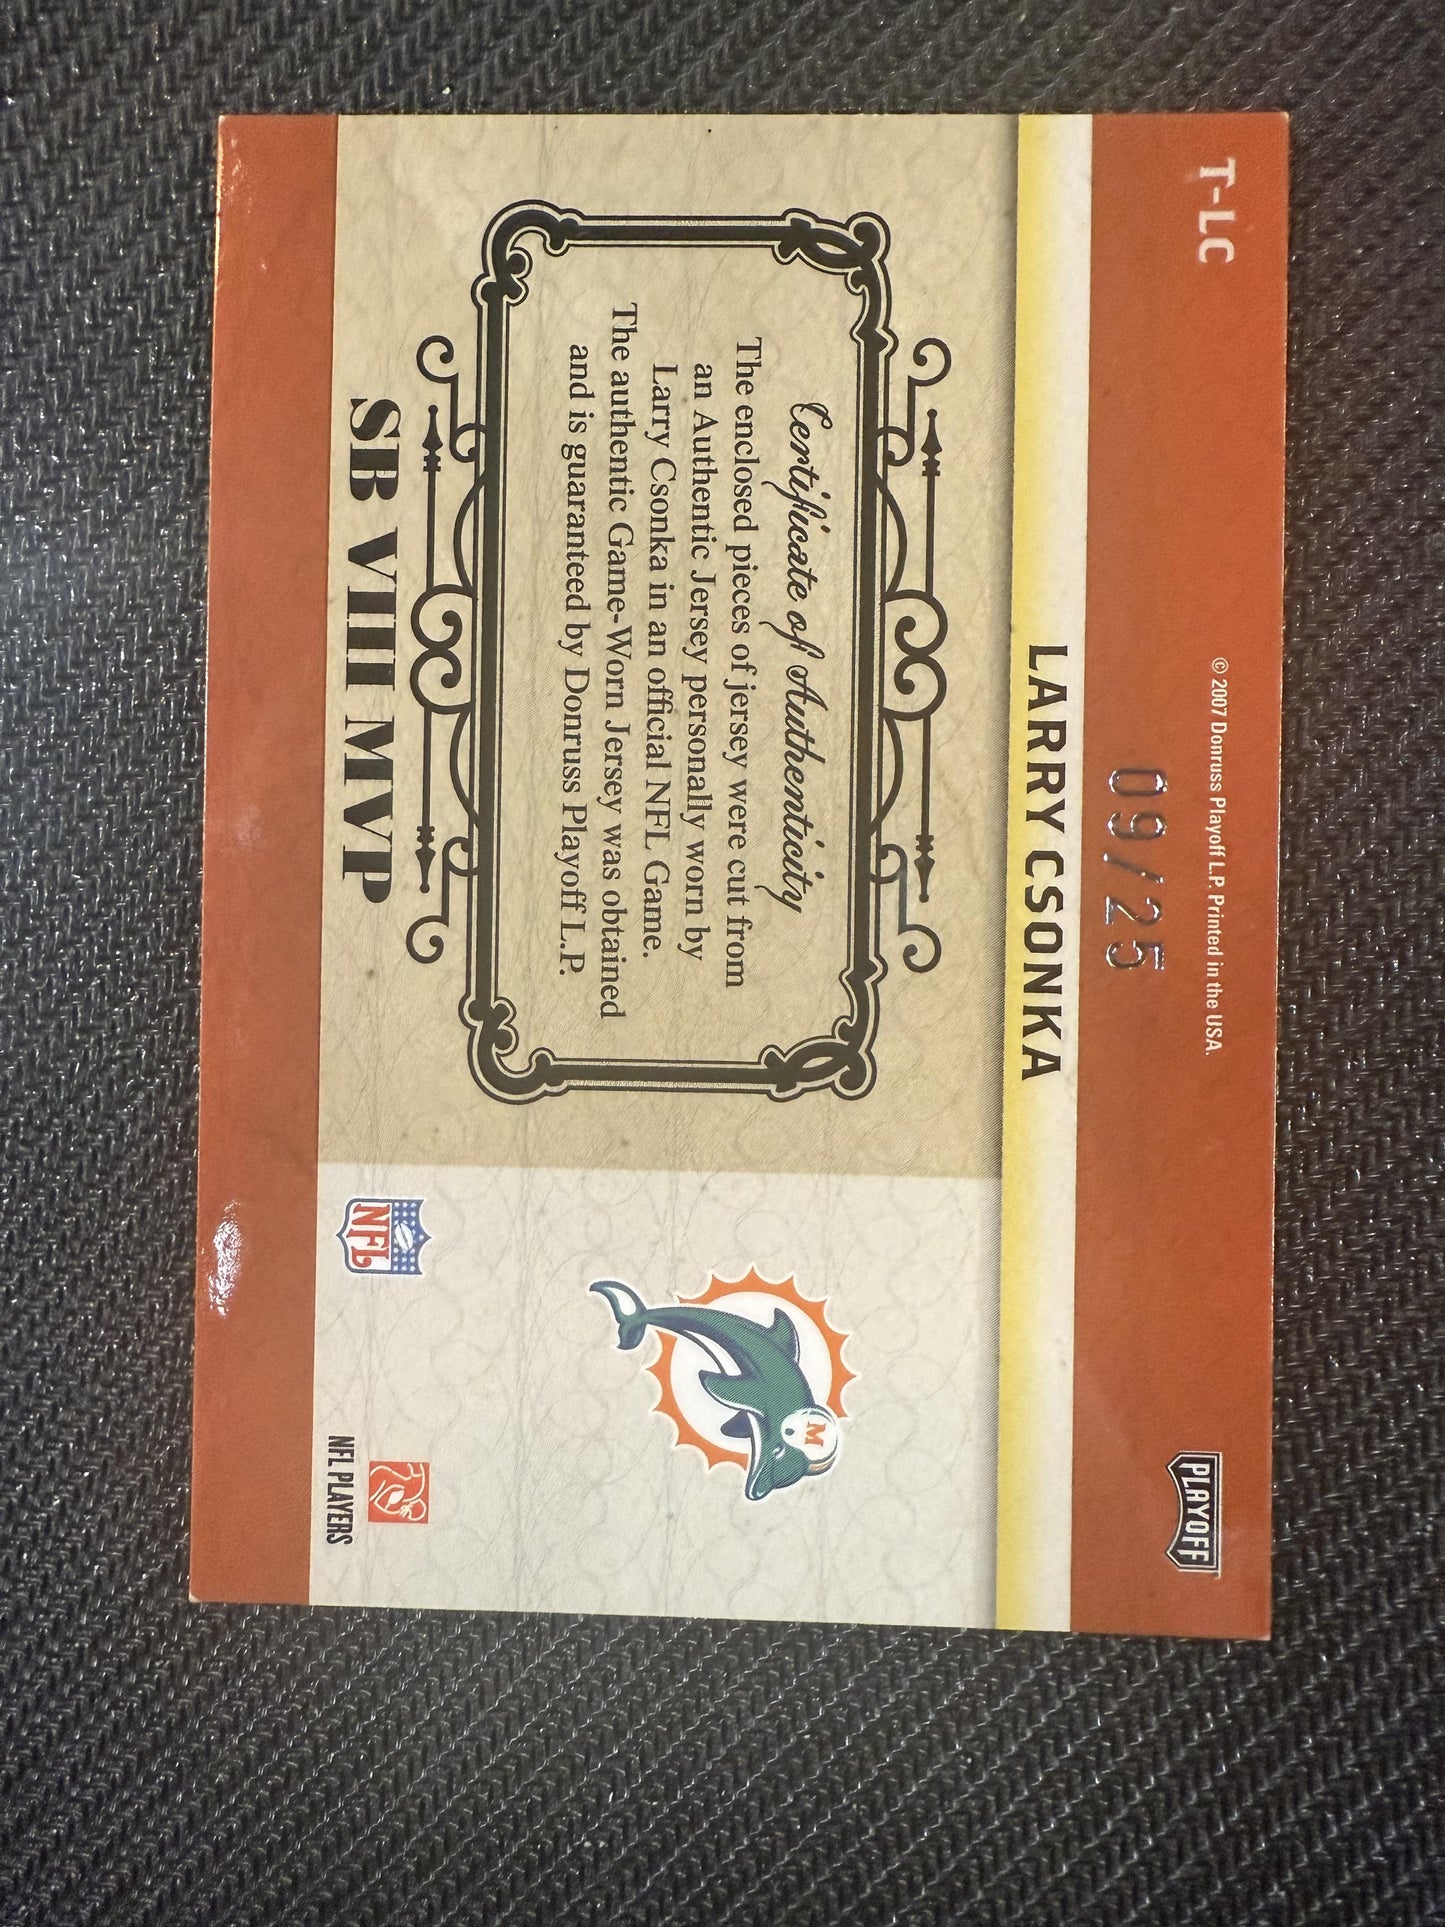 T-LC
© 2007 Donruss Playoff L.P. Printed in the USA.
PLAYOFF
09/25
LARRY CSONKA
Certificate of Authenticity
The enclosed pieces of jersey were cut from
an Authentic Jersey personally worn by
Larry Csonka in an official NFL Game.
The authentic Game-Worn Jersey was obtained
and is guaranteed by Donruss Playoff L.P.
SB VIII MVP
M
NFL
NFL PLAYERS